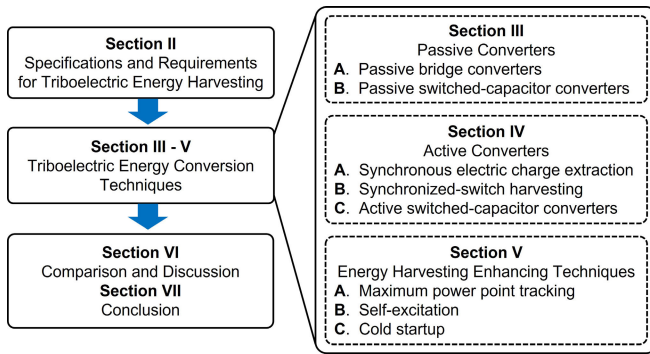 Section II
Specifications and Requirements
for Triboelectric Energy Harvesting
Section III - V
Triboelectric Energy Conversion
Techniques
Section VI
Comparison and Discussion
Section VII
Conclusion
Section III
Passive Converters
A. Passive bridge converters
B. Passive switched-capacitor converters
Section IV
Active Converters
A. Synchronous electric charge extraction
B. Synchronized-switch harvesting
C. Active switched-capacitor converters
Section V
Energy Harvesting Enhancing Techniques
A. Maximum power point tracking
B. Self-excitation
C. Cold startup